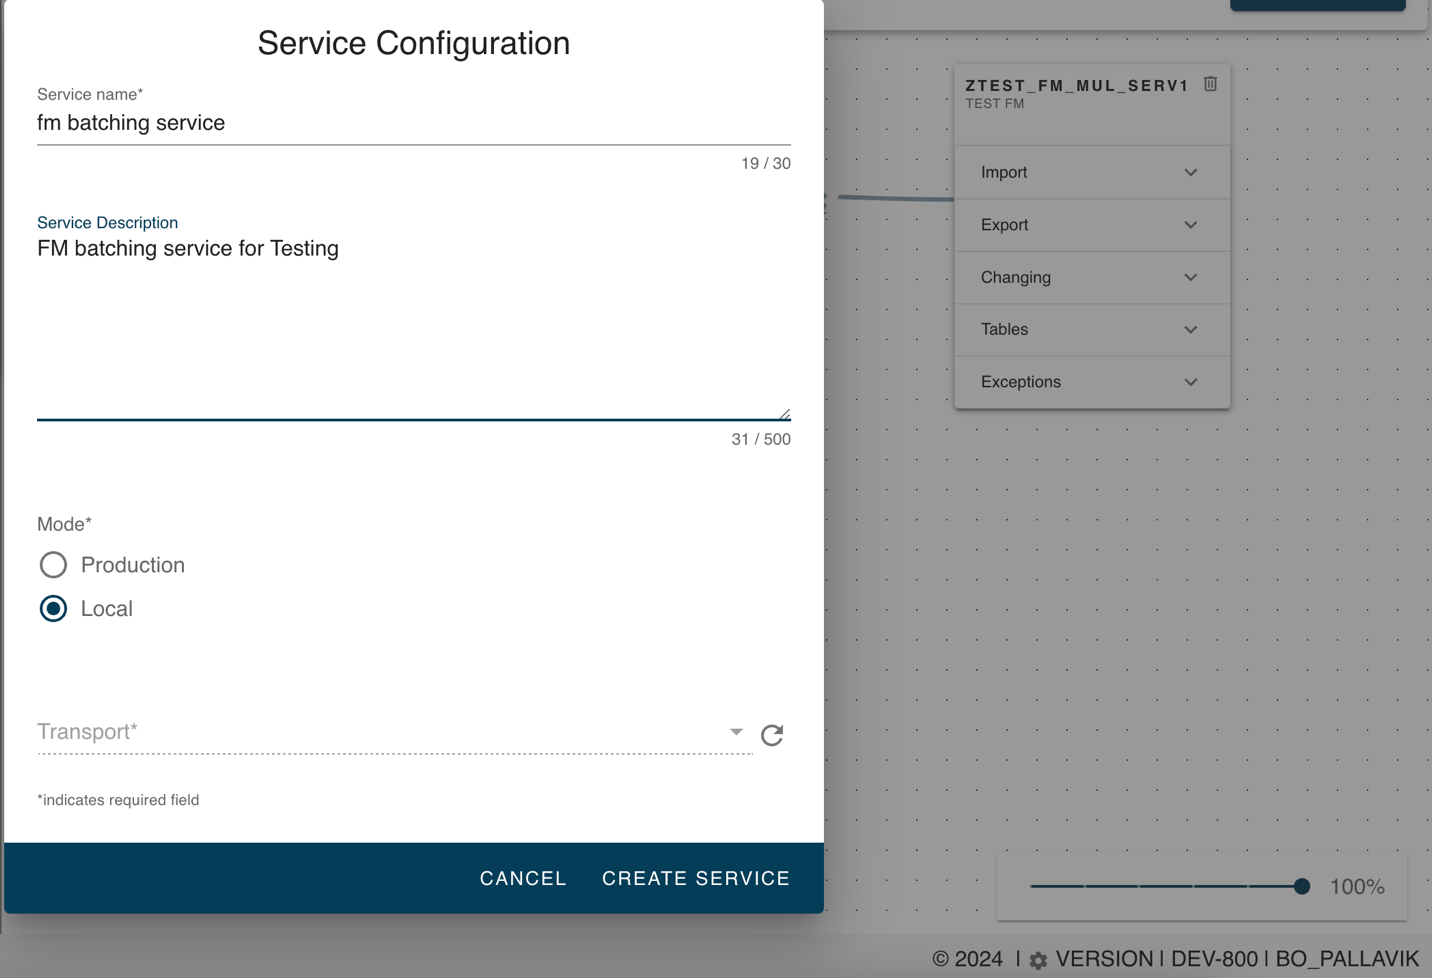 Service Configuration
Service name*
fm batching service
19 / 30
Service Description
FM batching service for Testing
31 / 500
Mode*
Production
Local
Transport*
*indicates required field
CANCEL CREATE SERVICE
ZTEST_FM_MUL_SERV1
TEST FM
Import
Export
Changing
Tables
Exceptions
100%
© 2024 | VERSION | DEV-800 | BO_PALLAVIK